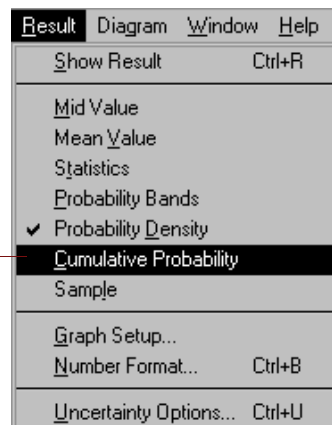 Result Diagram Window Help
Show Result Ctrl+R
Mid Value
Mean Value
Statistics
Probability Bands
Probability Density
Cumulative Probability
Sample
Graph Setup...
Number Format... Ctrl+B
Uncertainty Options... Ctrl+U